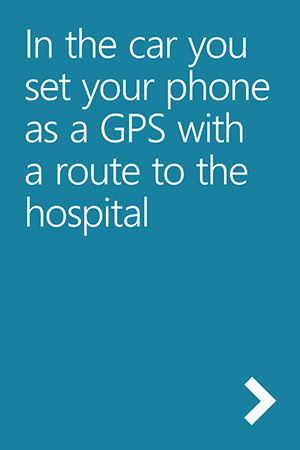 In the car you
set your phone
as a GPS with
a route to the
hospital